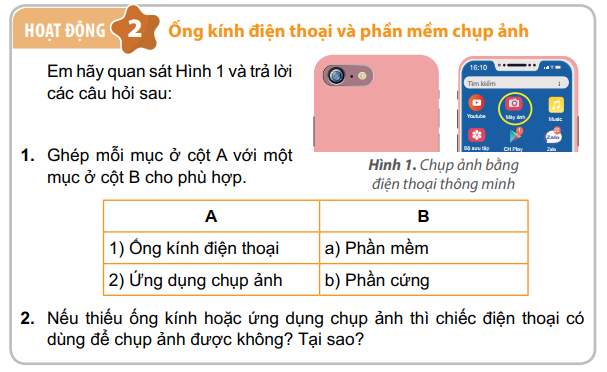 HOẠT ĐỘNG 2 Ống kính điện thoại và phần mềm chụp ảnh
Em hãy quan sát Hình 1 và trả lời
các câu hỏi sau:
16:10
Tìm kiếm
Youtube Máy ảnh Music
Bộ sưu tập CH Play Zalo
Zalo
1. Ghép mỗi mục ở cột A với một
mục ở cột B cho phù hợp.
Hình 1. Chụp ảnh bằng
điện thoại thông minh
A B
1) Ống kính điện thoại a) Phần mềm
2) Ứng dụng chụp ảnh b) Phần cứng
2. Nếu thiếu ống kính hoặc ứng dụng chụp ảnh thì chiếc điện thoại có
dùng để chụp ảnh được không? Tại sao?